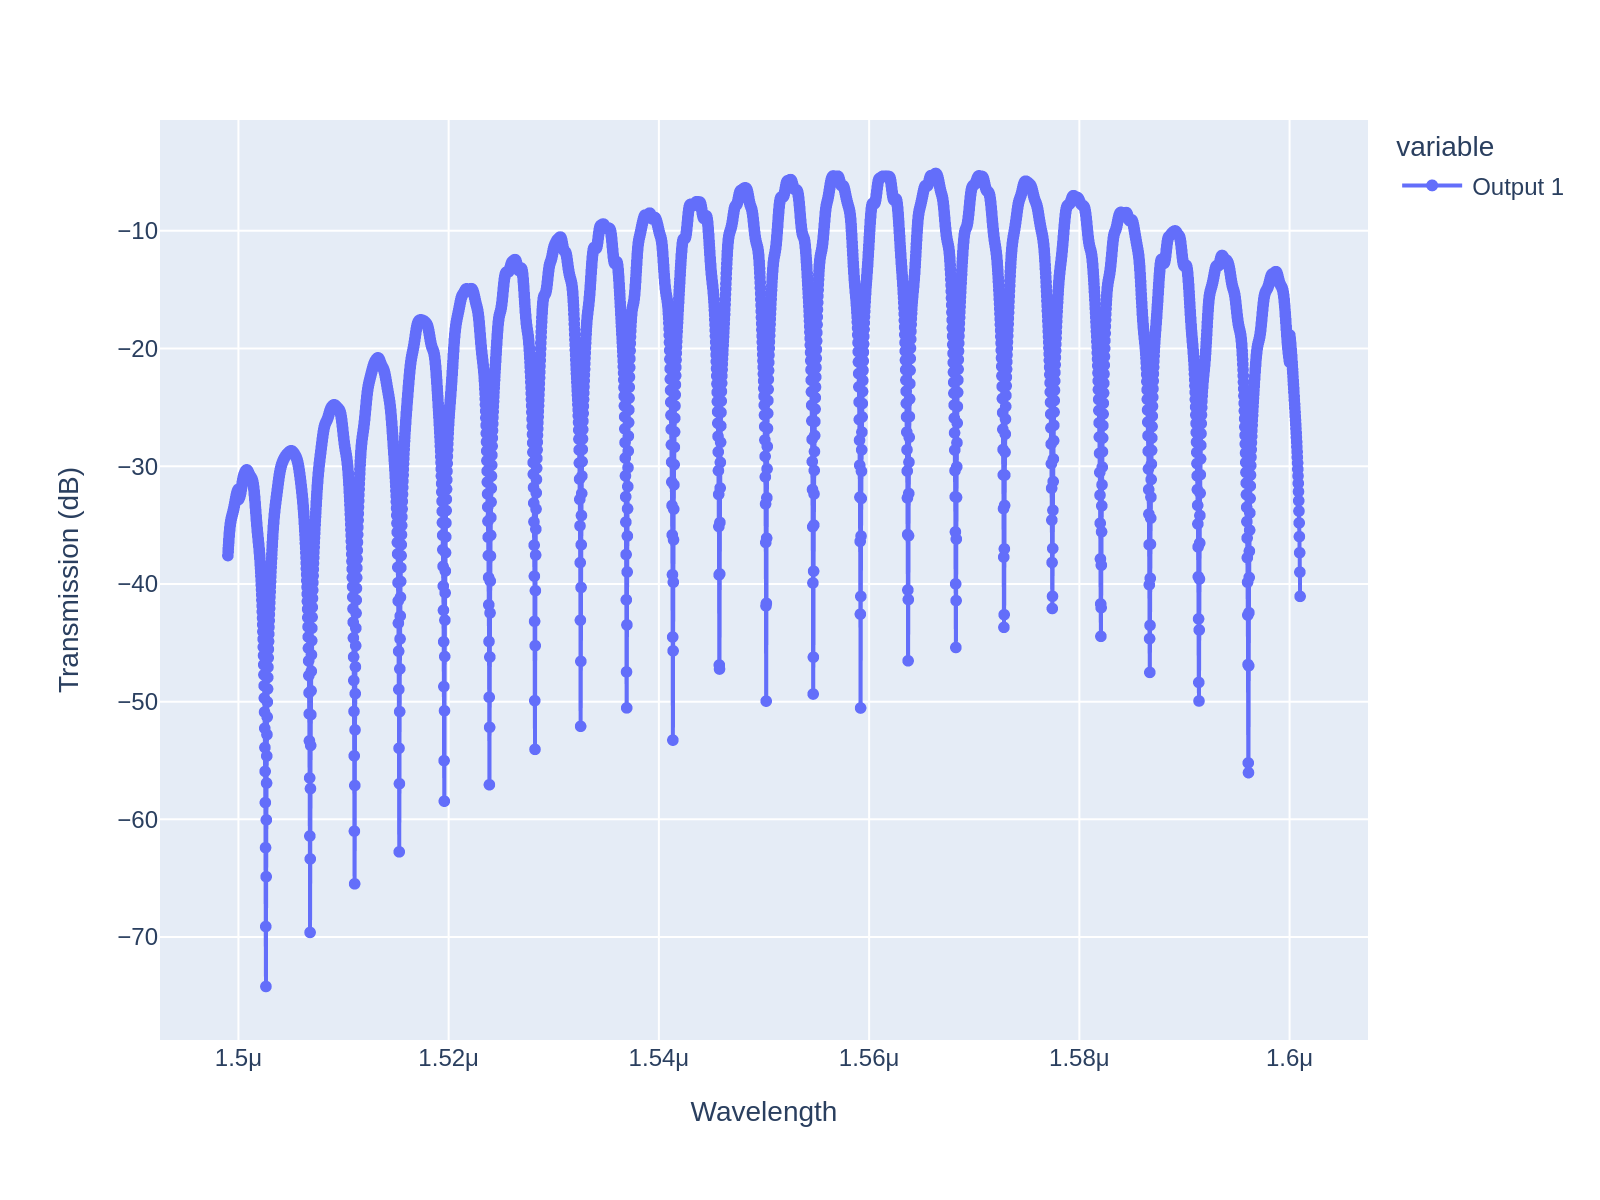 variable
Output 1
Transmission (dB)
−10
−20
−30
−40
−50
−60
−70
1.5μ 1.52μ 1.54μ 1.56μ 1.58μ 1.6μ
Wavelength